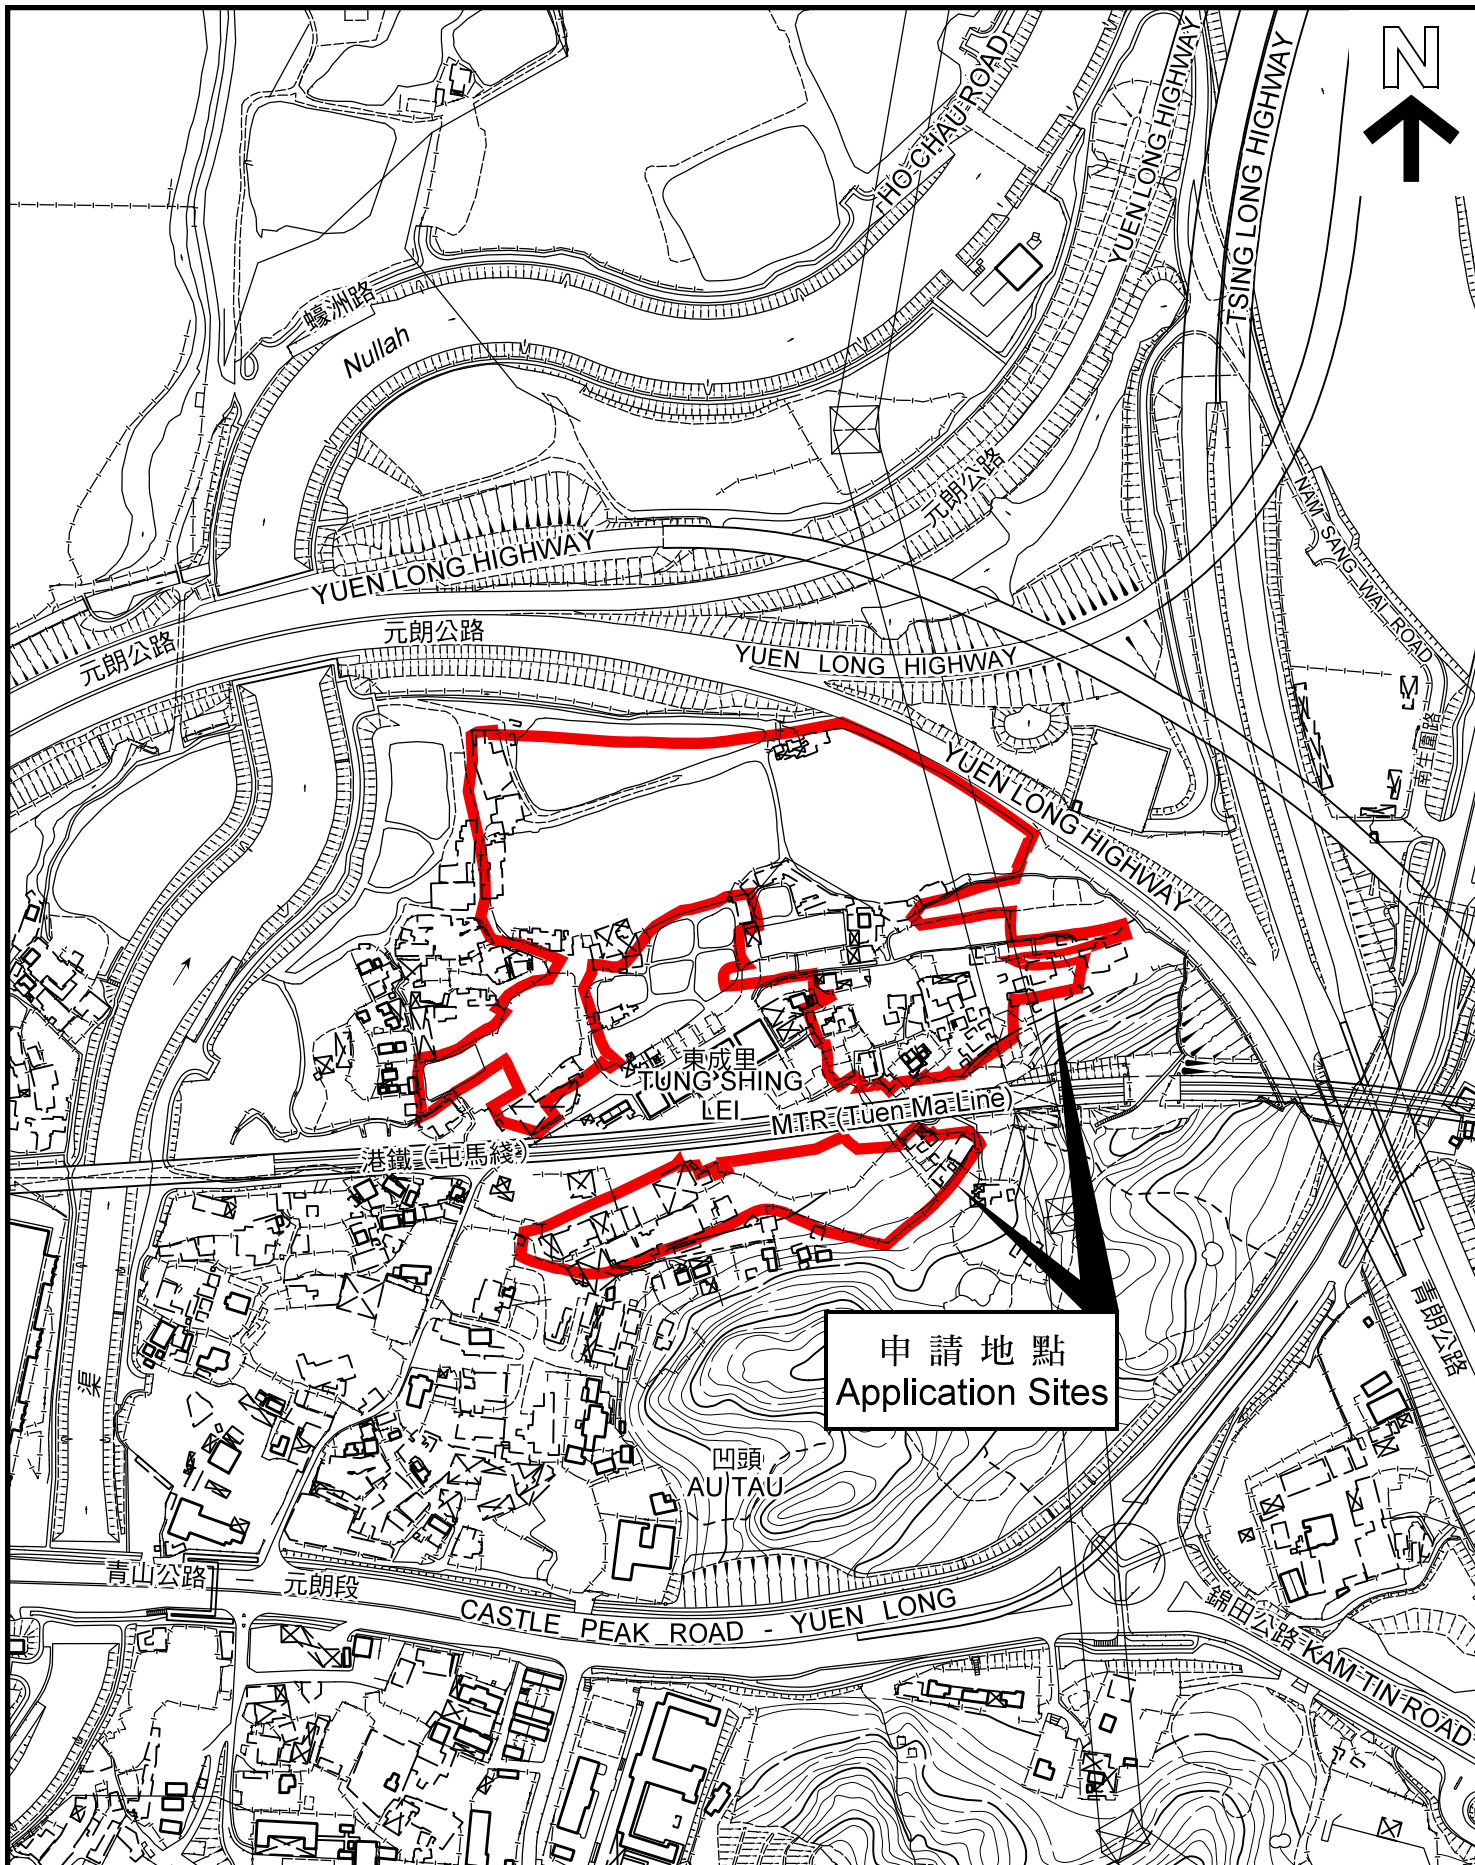 N
HO CHAU ROAD
YUEN LONG HIGHWAY
TSING LONG HIGHWAY
蠔洲路
Nullah
元朗公路
NAM SANG WAI ROAD
YUEN LONG HIGHWAY
元朗公路
元朗公路
YUEN LONG HIGHWAY
南生圍路
YUEN LONG HIGHWAY
東成里
TUNG SHING
LEI
MTR (Tuen Ma Line)
港鐵（屯馬綫）
申請地點
Application Sites
青朗公路
渠
凹頭
AU TAU
青山公路 — 元朗段
CASTLE PEAK ROAD - YUEN LONG
錦田公路 KAM TIN ROAD